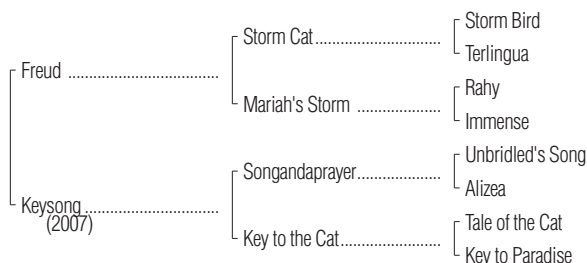 Storm Bird
Storm Cat
Terlingua
Freud
Rahy
Mariah's Storm
Immense
Unbridled's Song
Songandaprayer
Alizea
Keysong
(2007)
Tale of the Cat
Key to the Cat
Key to Paradise